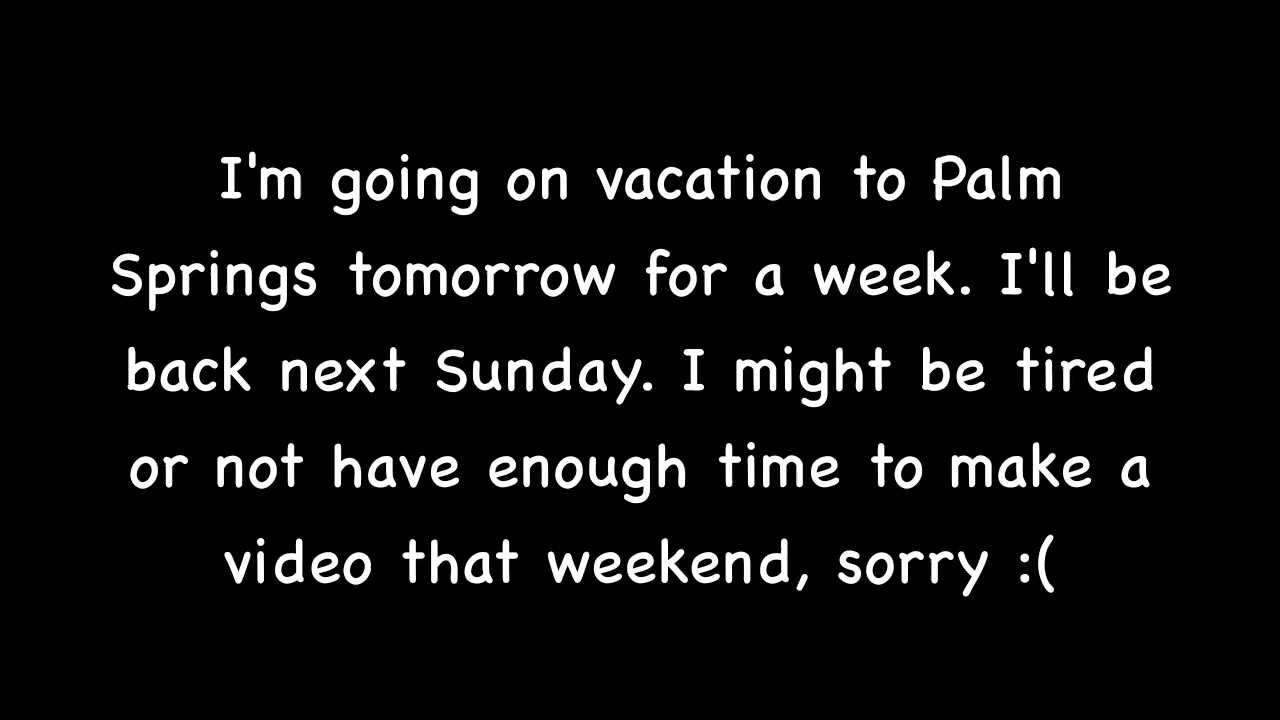 I'm going on vacation to Palm
Springs tomorrow for a week. I'll be
back next Sunday. I might be tired
or not have enough time to make a
video that weekend, sorry :(